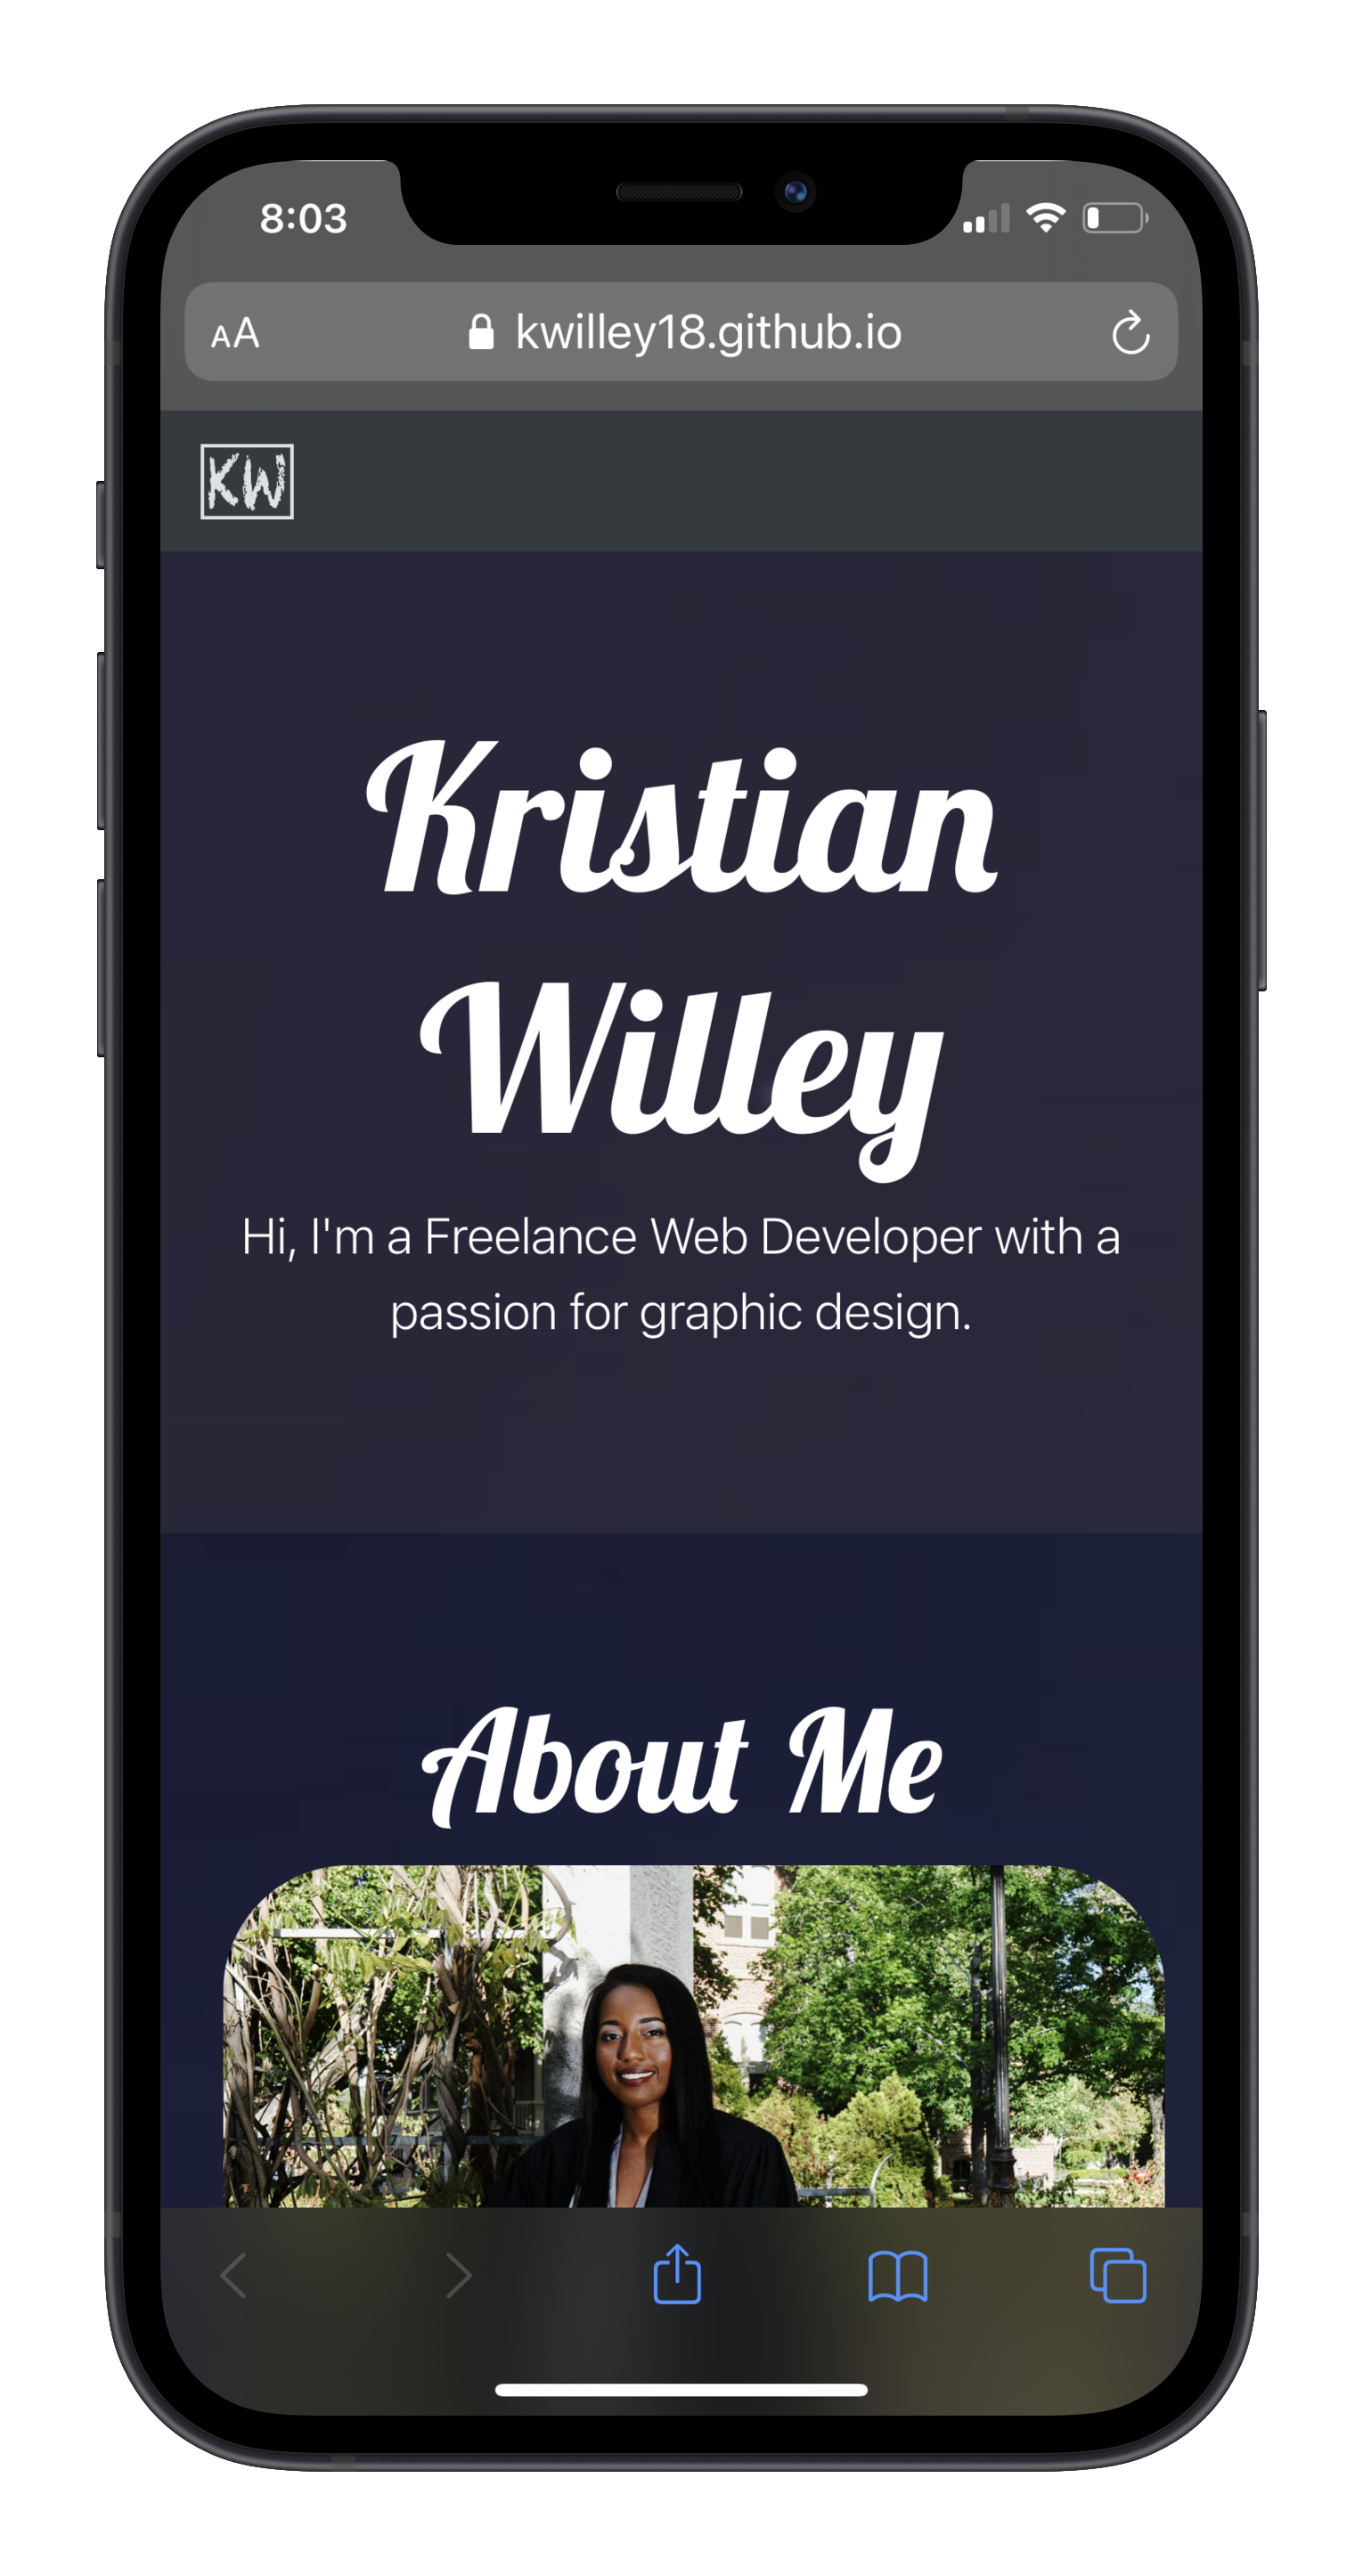 8:03
AA kwilley18.github.io
KW
Kristian
Willey
Hi, I'm a Freelance Web Developer with a
passion for graphic design.
About Me